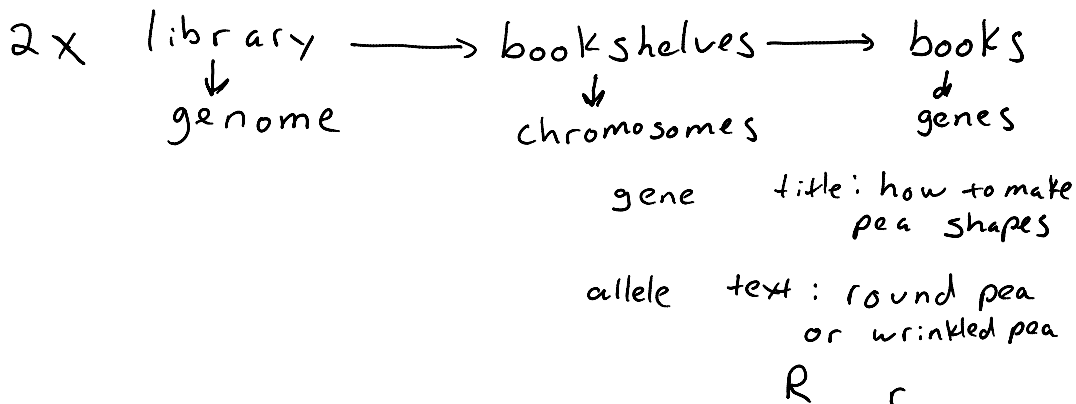 2x library → bookshelves → books
↓ ↓ ↓
genome chromosomes genes
gene title: how to make
pea shapes
allele text: round pea
or wrinkled pea
R r